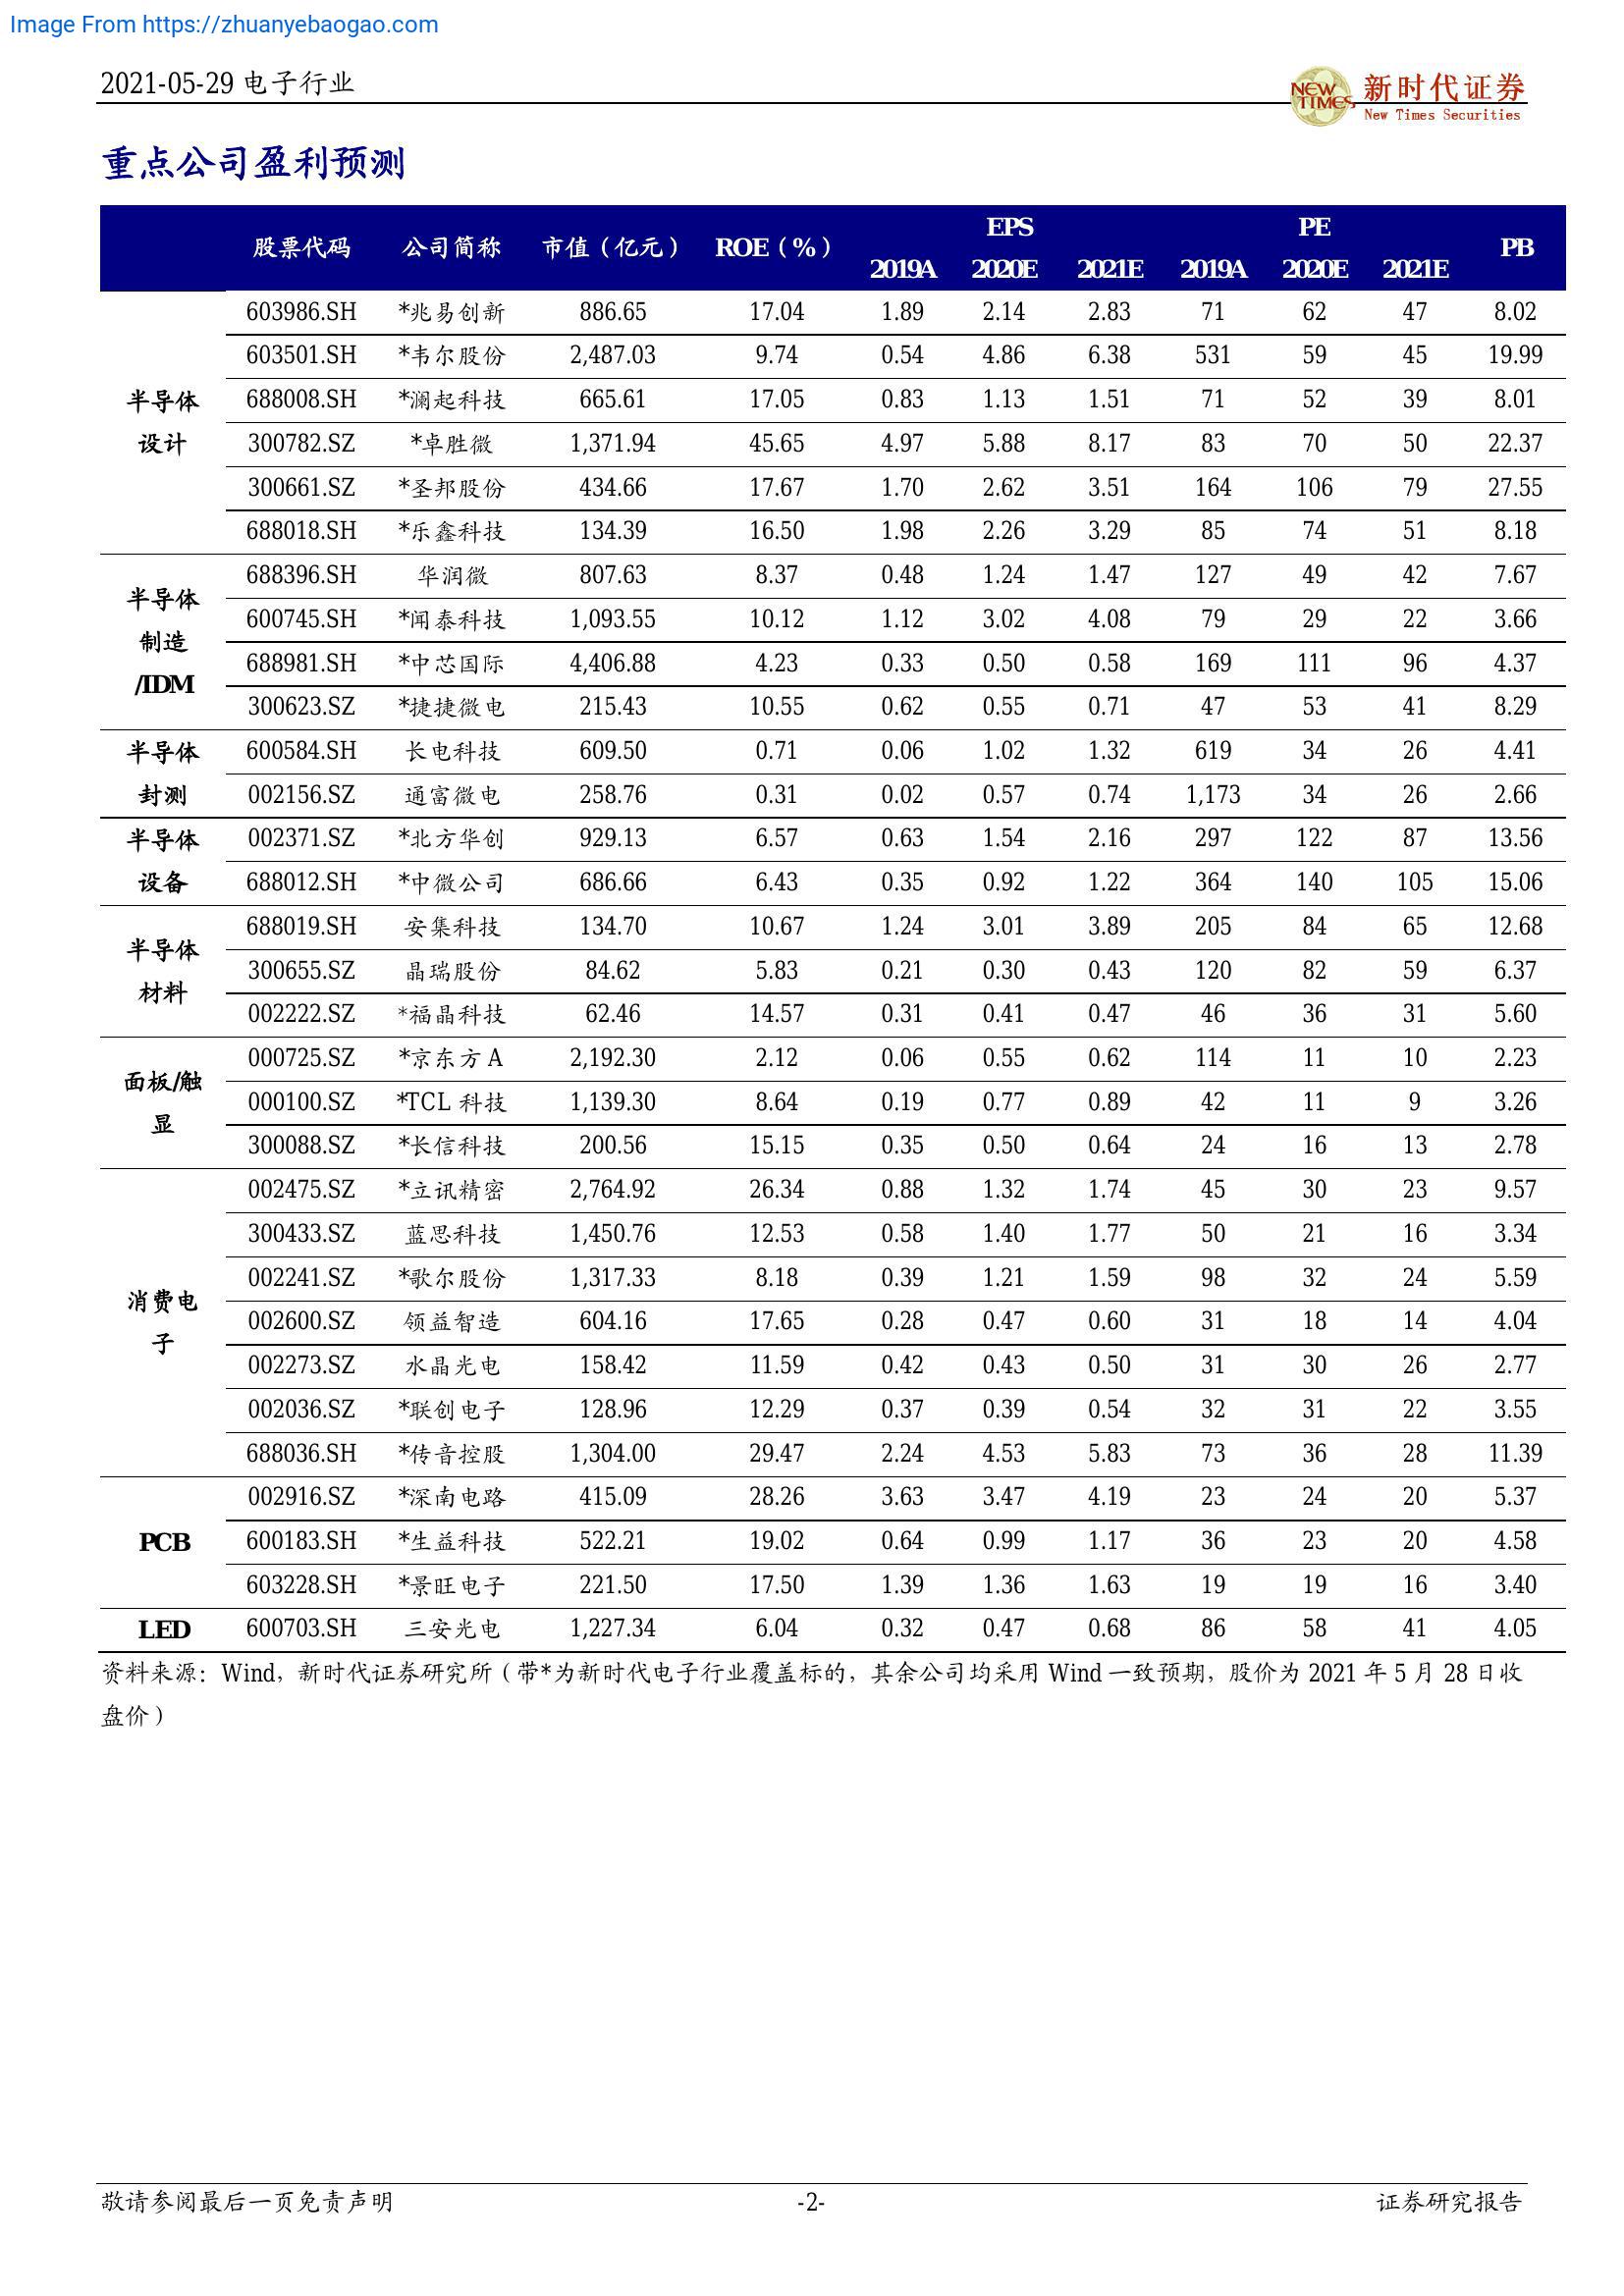 Image From https://zhuanyebaogao.com
2021-05-29 电子行业
NEW TIMES 新时代证券
New Times Securities
重点公司盈利预测
股票代码 公司简称 市值（亿元） ROE（%） EPS PE PB
2019A 2020E 2021E 2019A 2020E 2021E
半导体设计 603986.SH *兆易创新 886.65 17.04 1.89 2.14 2.83 71 62 47 8.02
603501.SH *韦尔股份 2,487.03 9.74 0.54 4.86 6.38 531 59 45 19.99
688008.SH *澜起科技 665.61 17.05 0.83 1.13 1.51 71 52 39 8.01
300782.SZ *卓胜微 1,371.94 45.65 4.97 5.88 8.17 83 70 50 22.37
300661.SZ *圣邦股份 434.66 17.67 1.70 2.62 3.51 164 106 79 27.55
688018.SH *乐鑫科技 134.39 16.50 1.98 2.26 3.29 85 74 51 8.18
半导体制造/IDM 688396.SH 华润微 807.63 8.37 0.48 1.24 1.47 127 49 42 7.67
600745.SH *闻泰科技 1,093.55 10.12 1.12 3.02 4.08 79 29 22 3.66
688981.SH *中芯国际 4,406.88 4.23 0.33 0.50 0.58 169 111 96 4.37
300623.SZ *捷捷微电 215.43 10.55 0.62 0.55 0.71 47 53 41 8.29
半导体封测 600584.SH 长电科技 609.50 0.71 0.06 1.02 1.32 619 34 26 4.41
002156.SZ 通富微电 258.76 0.31 0.02 0.57 0.74 1,173 34 26 2.66
半导体设备 002371.SZ *北方华创 929.13 6.57 0.63 1.54 2.16 297 122 87 13.56
688012.SH *中微公司 686.66 6.43 0.35 0.92 1.22 364 140 105 15.06
半导体材料 688019.SH 安集科技 134.70 10.67 1.24 3.01 3.89 205 84 65 12.68
300655.SZ 晶瑞股份 84.62 5.83 0.21 0.30 0.43 120 82 59 6.37
002222.SZ *福晶科技 62.46 14.57 0.31 0.41 0.47 46 36 31 5.60
面板/触显 000725.SZ *京东方 A 2,192.30 2.12 0.06 0.55 0.62 114 11 10 2.23
000100.SZ *TCL 科技 1,139.30 8.64 0.19 0.77 0.89 42 11 9 3.26
300088.SZ *长信科技 200.56 15.15 0.35 0.50 0.64 24 16 13 2.78
消费电子 002475.SZ *立讯精密 2,764.92 26.34 0.88 1.32 1.74 45 30 23 9.57
300433.SZ 蓝思科技 1,450.76 12.53 0.58 1.40 1.77 50 21 16 3.34
002241.SZ *歌尔股份 1,317.33 8.18 0.39 1.21 1.59 98 32 24 5.59
002600.SZ 领益智造 604.16 17.65 0.28 0.47 0.60 31 18 14 4.04
002273.SZ 水晶光电 158.42 11.59 0.42 0.43 0.50 31 30 26 2.77
002036.SZ *联创电子 128.96 12.29 0.37 0.39 0.54 32 31 22 3.55
688036.SH *传音控股 1,304.00 29.47 2.24 4.53 5.83 73 36 28 11.39
PCB 002916.SZ *深南电路 415.09 28.26 3.63 3.47 4.19 23 24 20 5.37
600183.SH *生益科技 522.21 19.02 0.64 0.99 1.17 36 23 20 4.58
603228.SH *景旺电子 221.50 17.50 1.39 1.36 1.63 19 19 16 3.40
LED 600703.SH 三安光电 1,227.34 6.04 0.32 0.47 0.68 86 58 41 4.05
资料来源：Wind，新时代证券研究所（带*为新时代电子行业覆盖标的，其余公司均采用 Wind 一致预期，股价为 2021 年 5 月 28 日收
盘价）
敬请参阅最后一页免责声明 -2- 证券研究报告